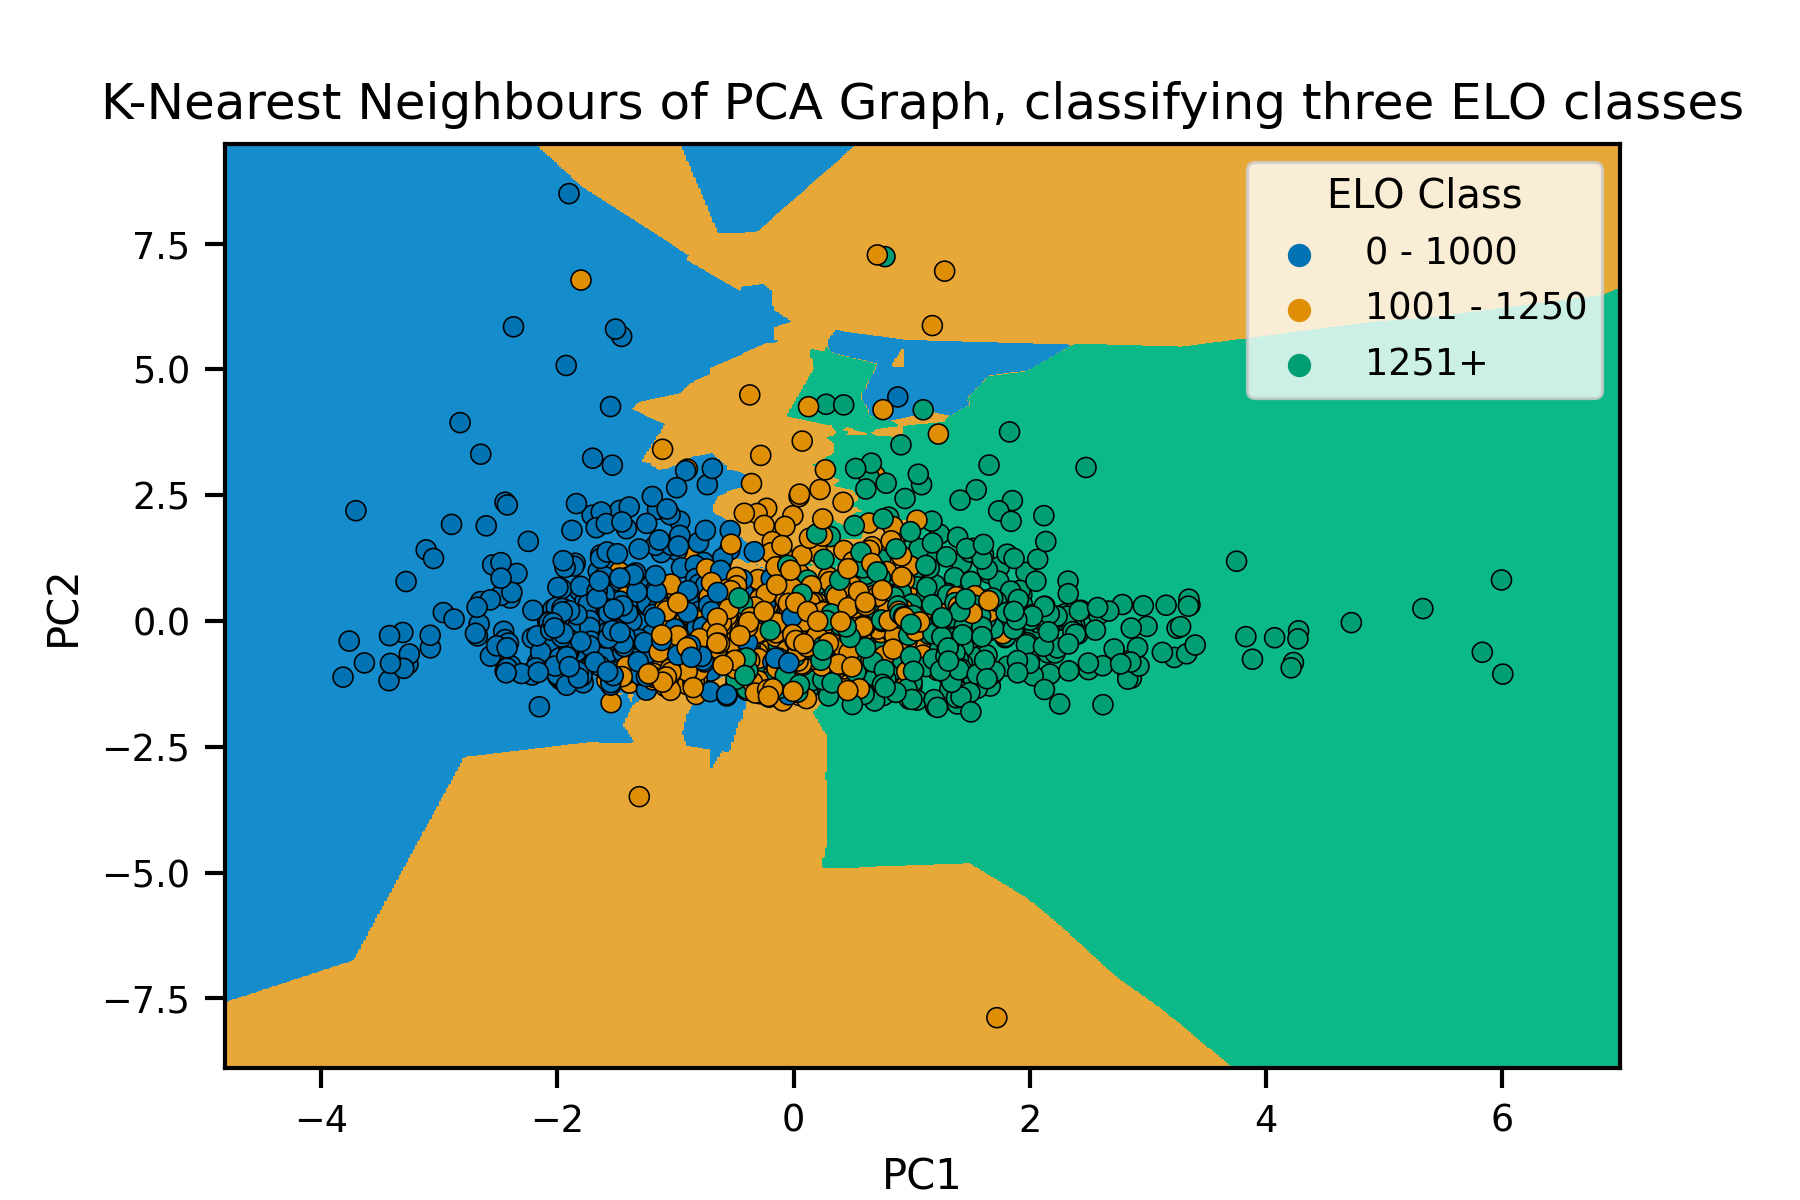 K-Nearest Neighbours of PCA Graph, classifying three ELO classes
ELO Class
0 - 1000
1001 - 1250
1251+
7.5
5.0
2.5
0.0
−2.5
−5.0
−7.5
PC2
−4
−2
0
2
4
6
PC1